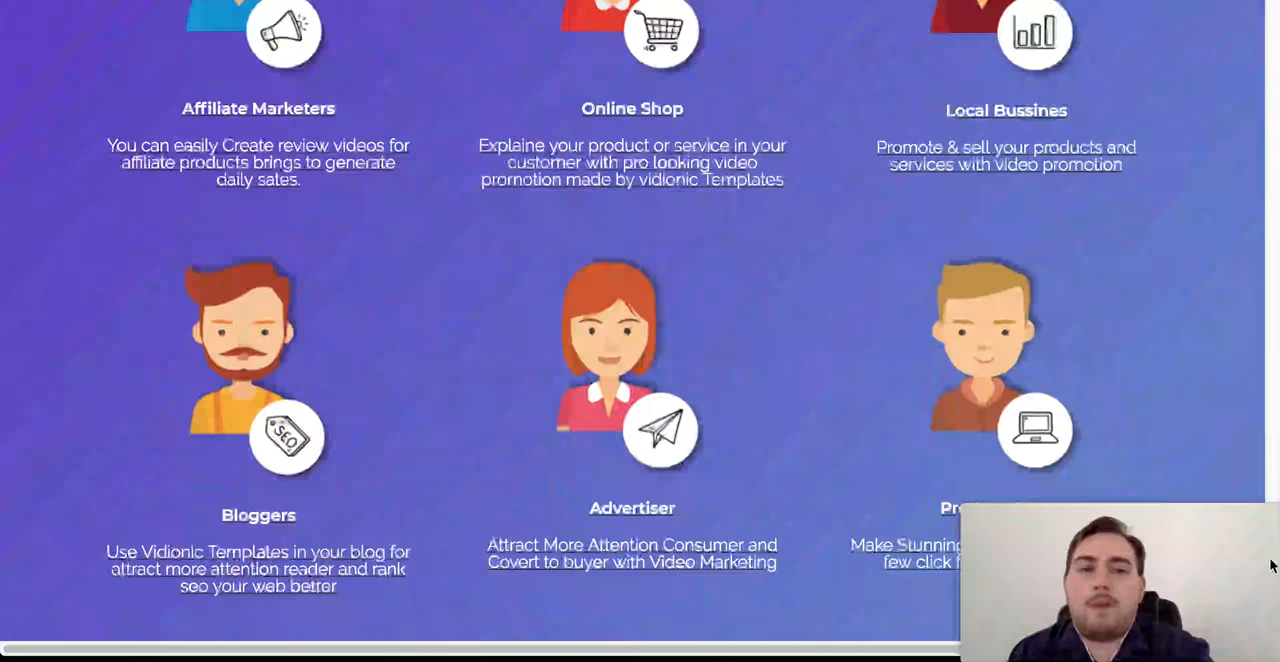 Affiliate Marketers
You can easily Create review videos for
affiliate products brings to generate
daily sales.
Online Shop
Explaine your product or service in your
customer with pro looking video
promotion made by vidionic Templates
Local Bussines
Promote & sell your products and
services with video promotion
SEO
Bloggers
Use Vidionic Templates in your blog for
attract more attention reader and rank
seo your web better
Advertiser
Attract More Attention Consumer and
Covert to buyer with Video Marketing
Make Stunning
few click